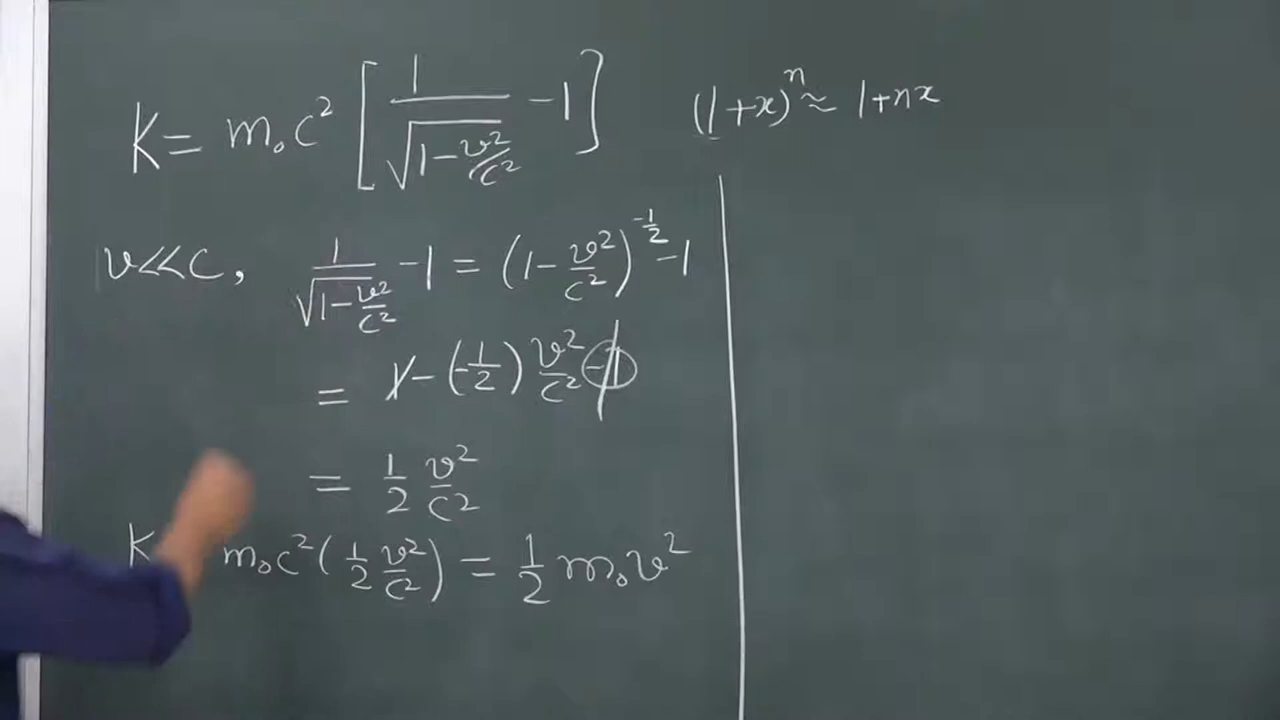 K = m₀c² [ 1/√(1 - v²/c²) - 1 ]
(1+x)ⁿ ≈ 1+nx
v<<c, 1/√(1 - v²/c²) - 1 = (1 - v²/c²)^(-1/2) - 1
= 1 - (-1/2) v²/c² - 1
= 1/2 v²/c²
K m₀c² (1/2 v²/c²) = 1/2 m₀v²